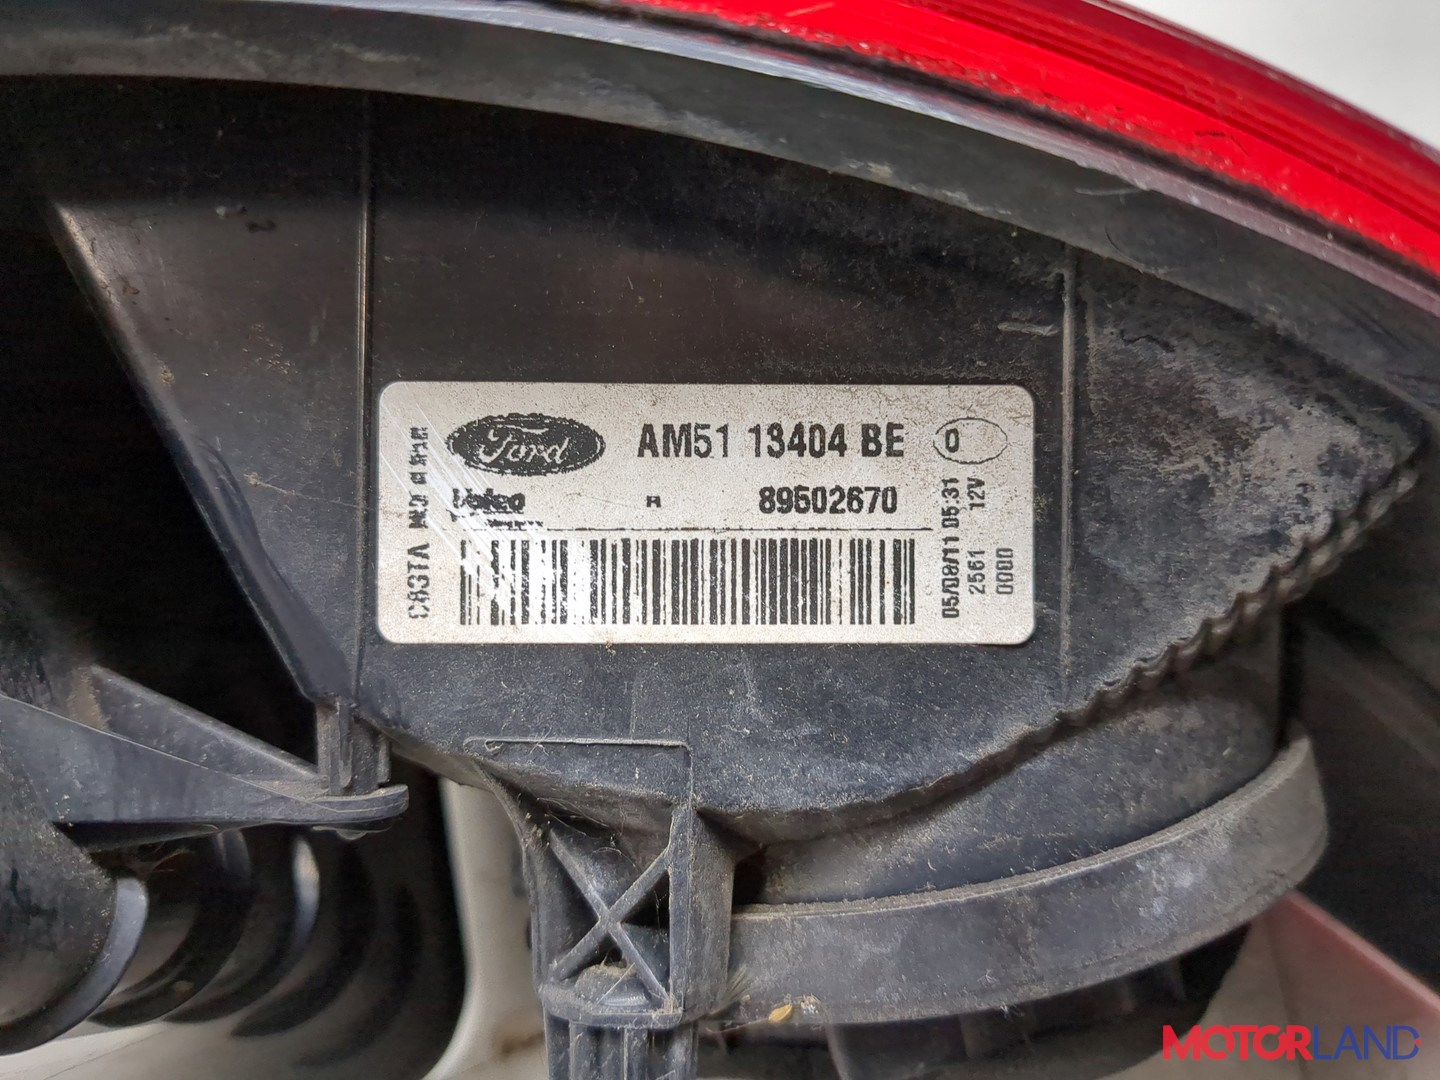 Ford AM51 13404 BE 0
Valeo R 89502670
C83TA
05/08/11 05:31
2561 12V
0000
MOTORLAND